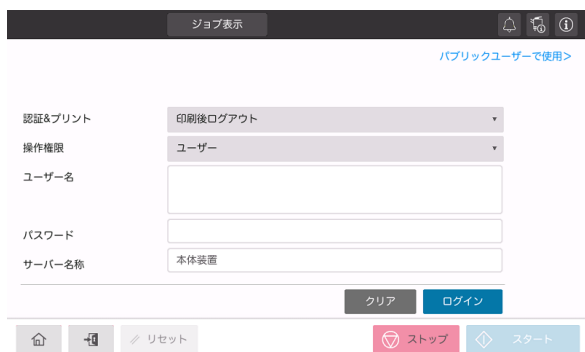 ジョブ表示
パブリックユーザーで使用>
認証&プリント 印刷後ログアウト
操作権限 ユーザー
ユーザー名
パスワード
サーバー名称 本体装置
クリア ログイン
リセット ストップ スタート